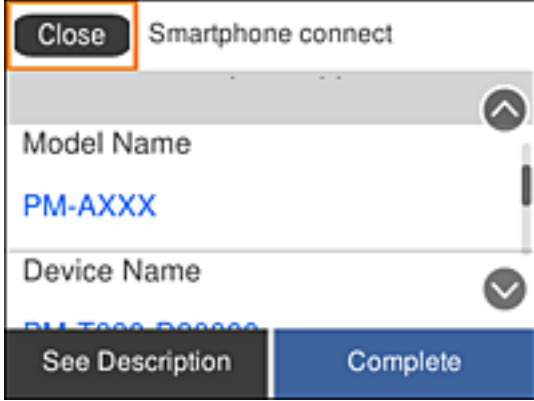 Close Smartphone connect
Model Name
PM-AXXX
Device Name
See Description Complete